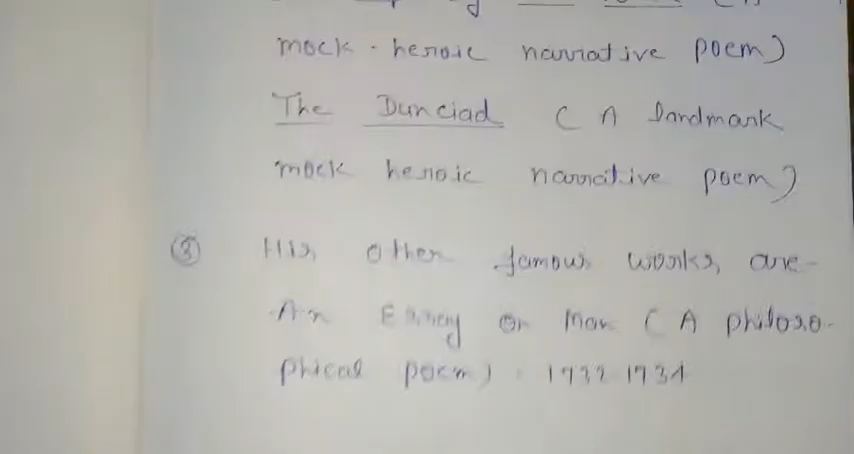 mock-heroic narrative poem)
The Dunciad (A landmark
mock heroic narrative poem)
③ His other famous works are-
An Essay on Man (A philoso-
phical poem). 1732-1734